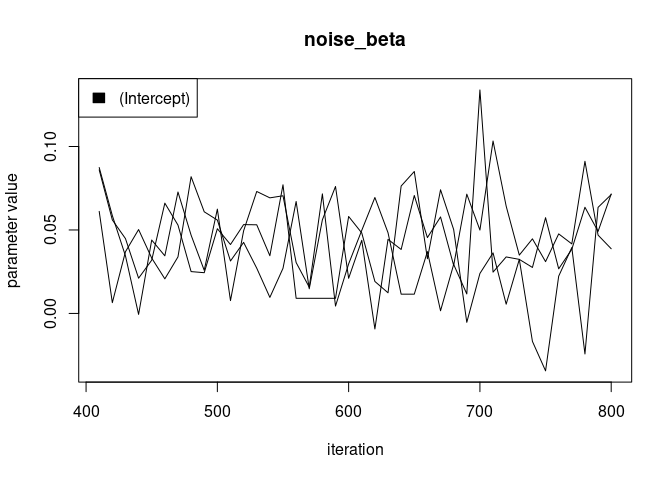 noise_beta
(Intercept)
parameter value
0.10
0.05
0.00
400 500 600 700 800
iteration